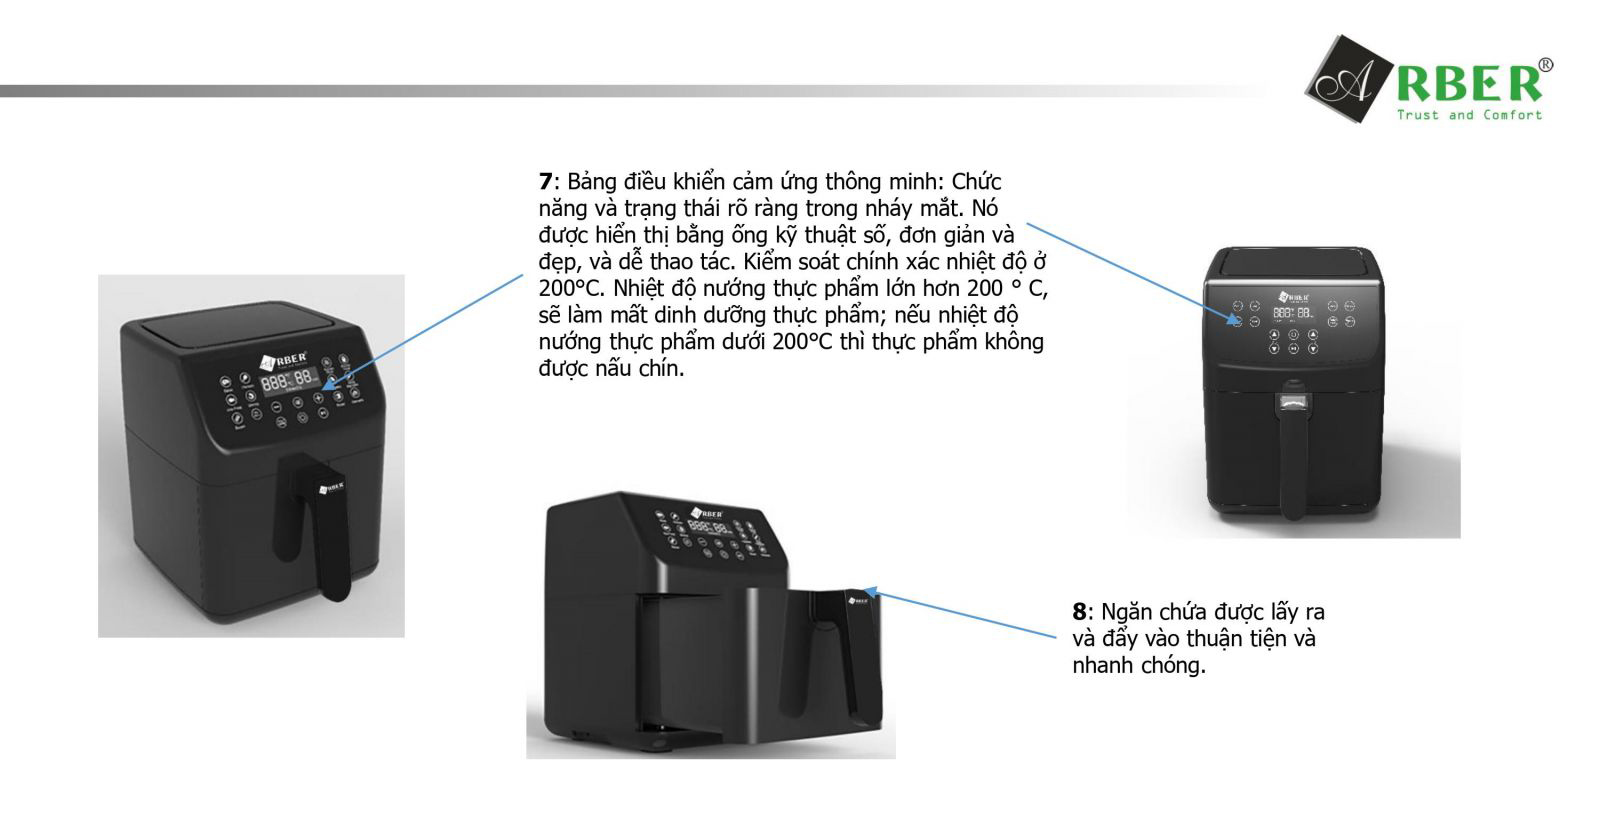 ARBER®
Trust and Comfort
7: Bảng điều khiển cảm ứng thông minh: Chức
năng và trạng thái rõ ràng trong nháy mắt. Nó
được hiển thị bằng ống kỹ thuật số, đơn giản và
đẹp, và dễ thao tác. Kiểm soát chính xác nhiệt độ ở
200°C. Nhiệt độ nướng thực phẩm lớn hơn 200 ° C,
sẽ làm mất dinh dưỡng thực phẩm; nếu nhiệt độ
nướng thực phẩm dưới 200°C thì thực phẩm không
được nấu chín.
ARBER
888 88
ARBER
ARBER
888 88
ARBER
888 88
ARBER
8: Ngăn chứa được lấy ra
và đẩy vào thuận tiện và
nhanh chóng.